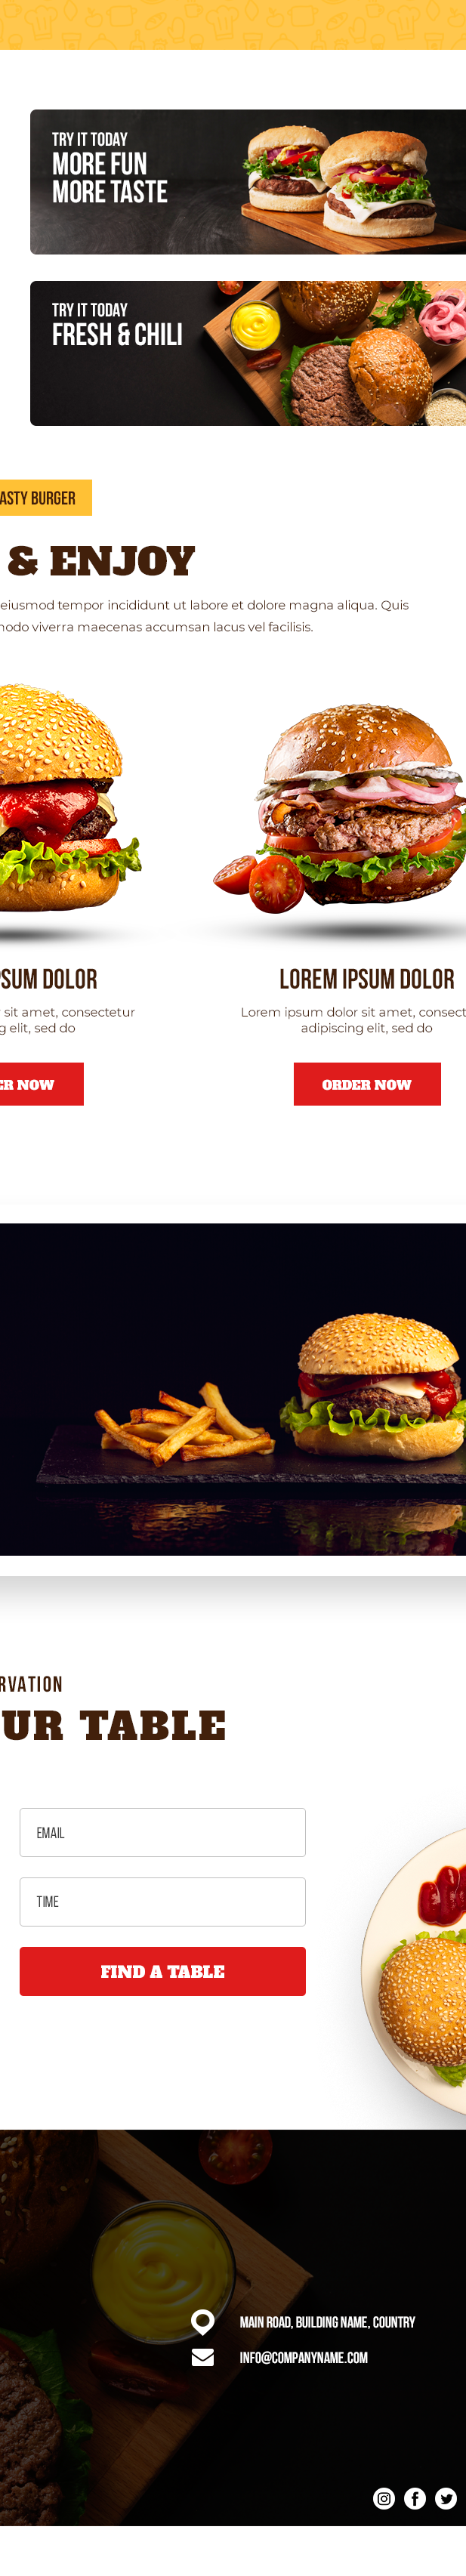 TRY IT TODAY
MORE FUN
MORE TASTE
TRY IT TODAY
FRESH & CHILI
ASTY BURGER
& ENJOY
eiusmod tempor incididunt ut labore et dolore magna aliqua. Quis
modo viverra maecenas accumsan lacus vel facilisis.
PSUM DOLOR
sit amet, consectetur
g elit, sed do
ER NOW
LOREM IPSUM DOLOR
Lorem ipsum dolor sit amet, consect
adipiscing elit, sed do
ORDER NOW
RVATION
UR TABLE
EMAIL
TIME
FIND A TABLE
MAIN ROAD, BUILDING NAME, COUNTRY
INFO@COMPANYNAME.COM